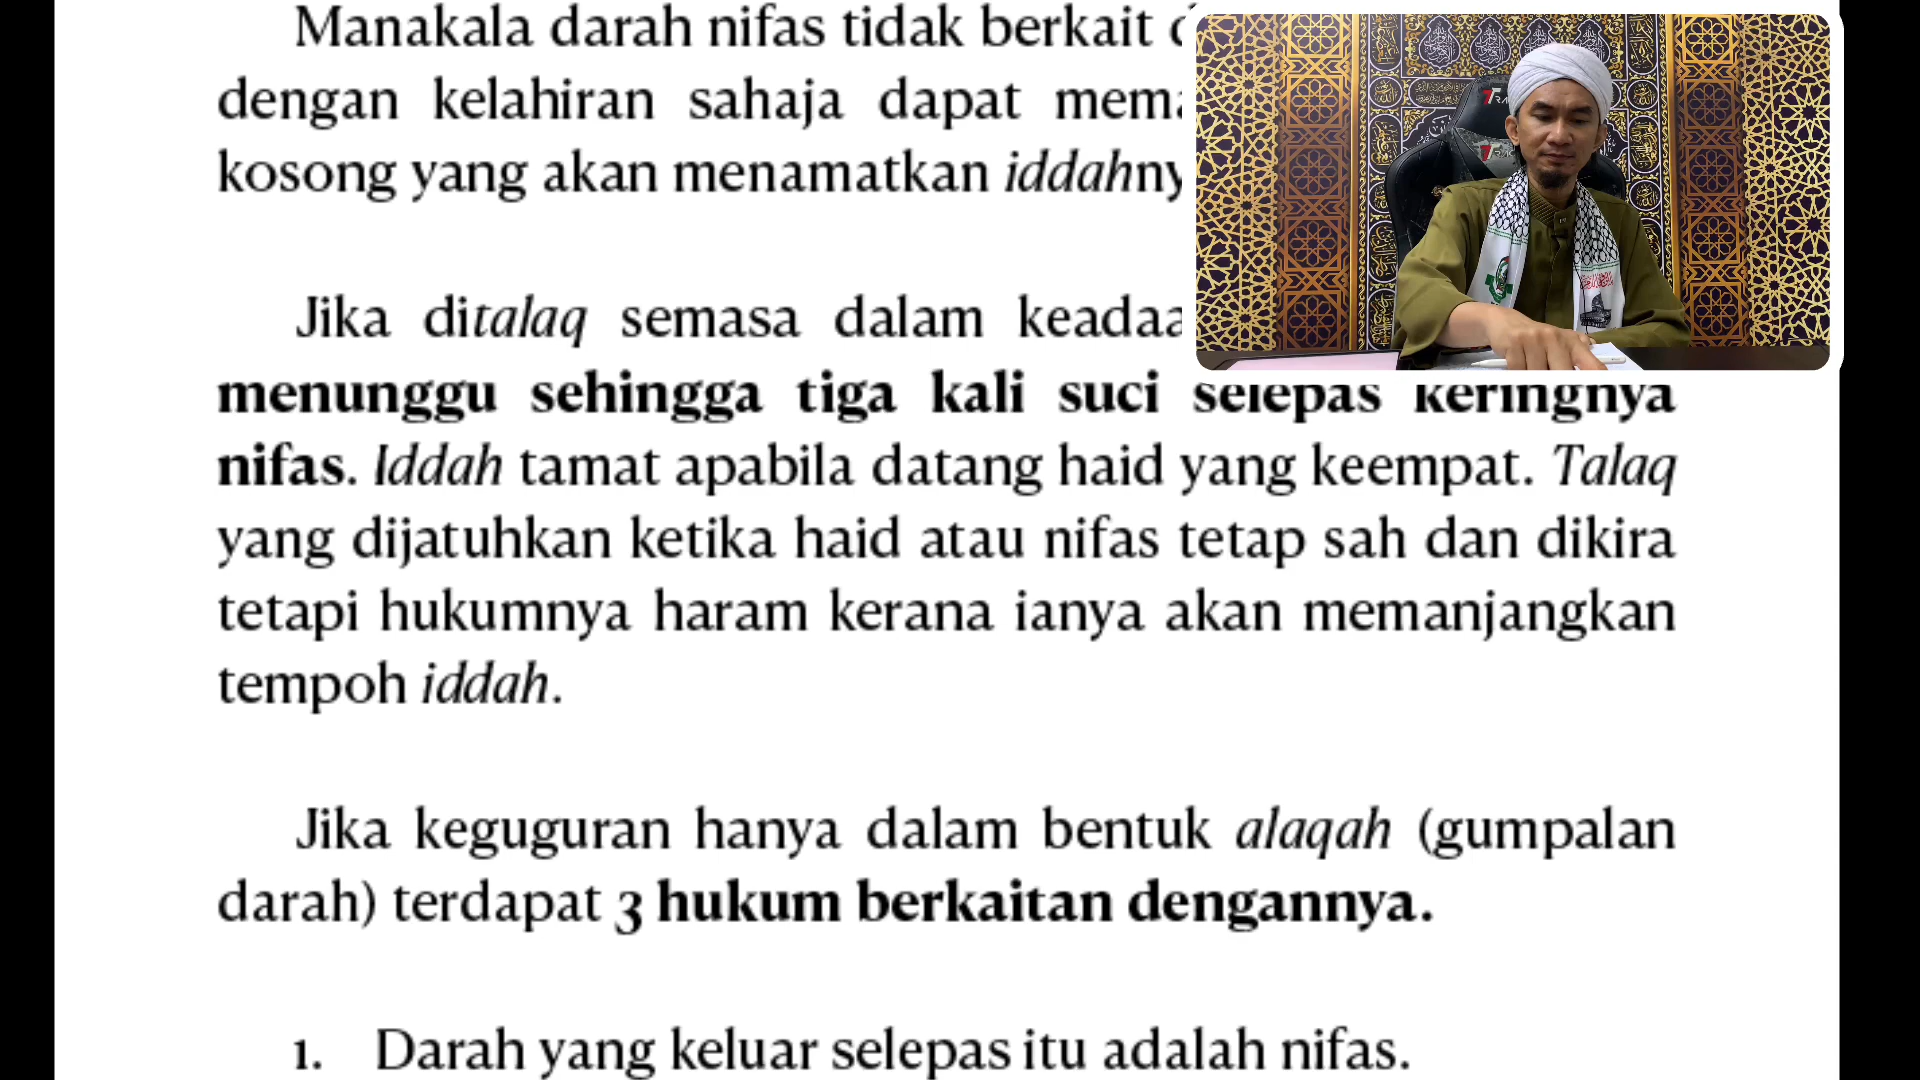 Manakala darah nifas tidak berkait
dengan kelahiran sahaja dapat
kosong yang akan menamatkan
Jika ditalaq semasa dalam
menunggu sehingga tiga kali suci selepas keringnya
nifas. Iddah tamat apabila datang haid yang keempat. Talaq
yang dijatuhkan ketika haid atau nifas tetap sah dan dikira
tetapi hukumnya haram kerana ianya akan memanjangkan
tempoh iddah.
Jika keguguran hanya dalam bentuk alaqah (gumpalan
darah) terdapat 3 hukum berkaitan dengannya.
1. Darah yang keluar selepas itu adalah nifas.